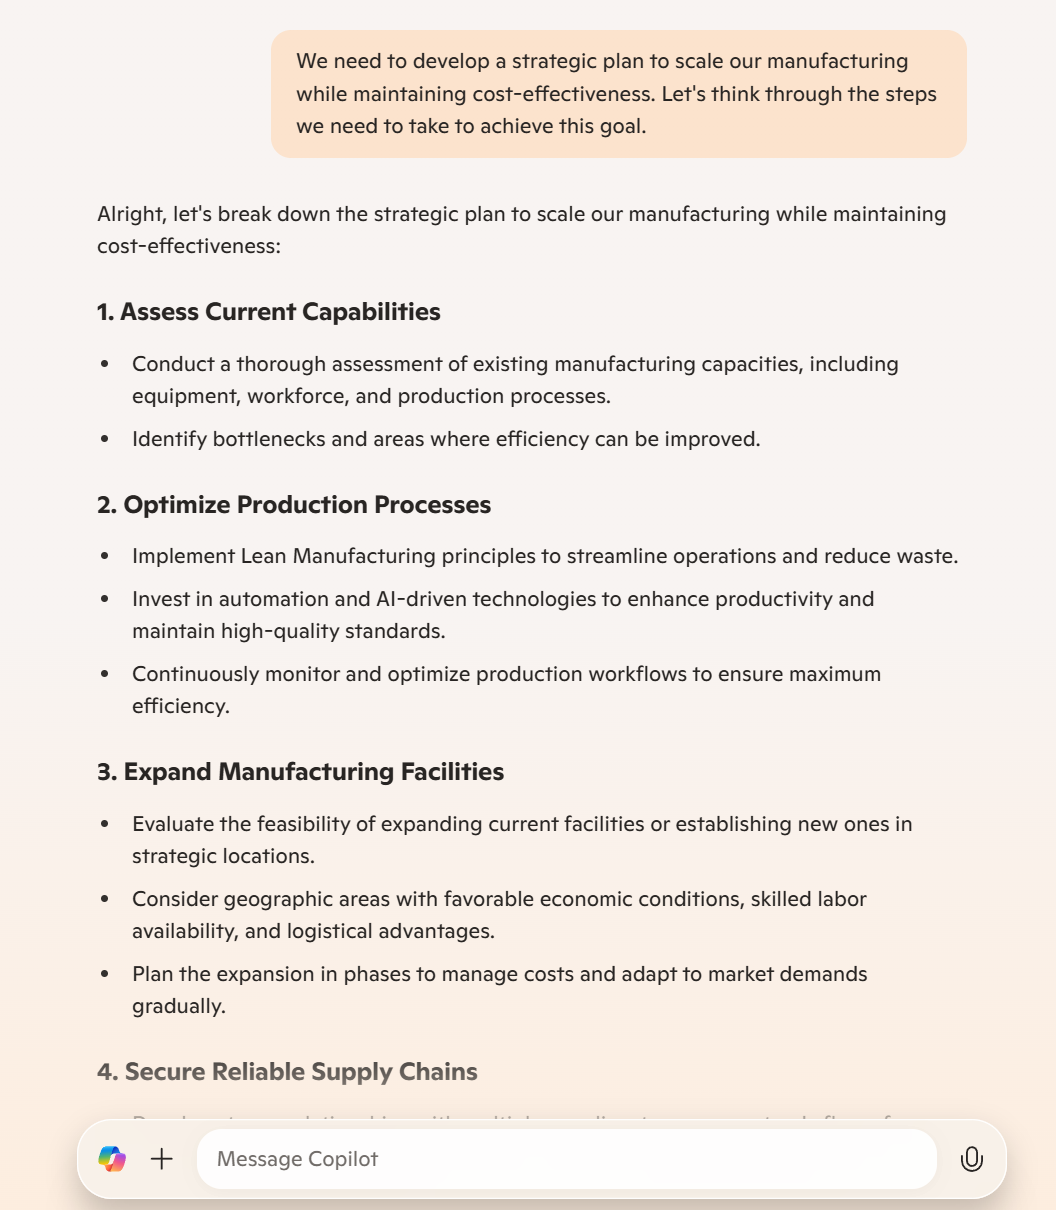 We need to develop a strategic plan to scale our manufacturing
while maintaining cost-effectiveness. Let's think through the steps
we need to take to achieve this goal.
Alright, let's break down the strategic plan to scale our manufacturing while maintaining
cost-effectiveness:
1. Assess Current Capabilities
• Conduct a thorough assessment of existing manufacturing capacities, including
equipment, workforce, and production processes.
• Identify bottlenecks and areas where efficiency can be improved.
2. Optimize Production Processes
• Implement Lean Manufacturing principles to streamline operations and reduce waste.
• Invest in automation and AI-driven technologies to enhance productivity and
maintain high-quality standards.
• Continuously monitor and optimize production workflows to ensure maximum
efficiency.
3. Expand Manufacturing Facilities
• Evaluate the feasibility of expanding current facilities or establishing new ones in
strategic locations.
• Consider geographic areas with favorable economic conditions, skilled labor
availability, and logistical advantages.
• Plan the expansion in phases to manage costs and adapt to market demands
gradually.
4. Secure Reliable Supply Chains
Message Copilot